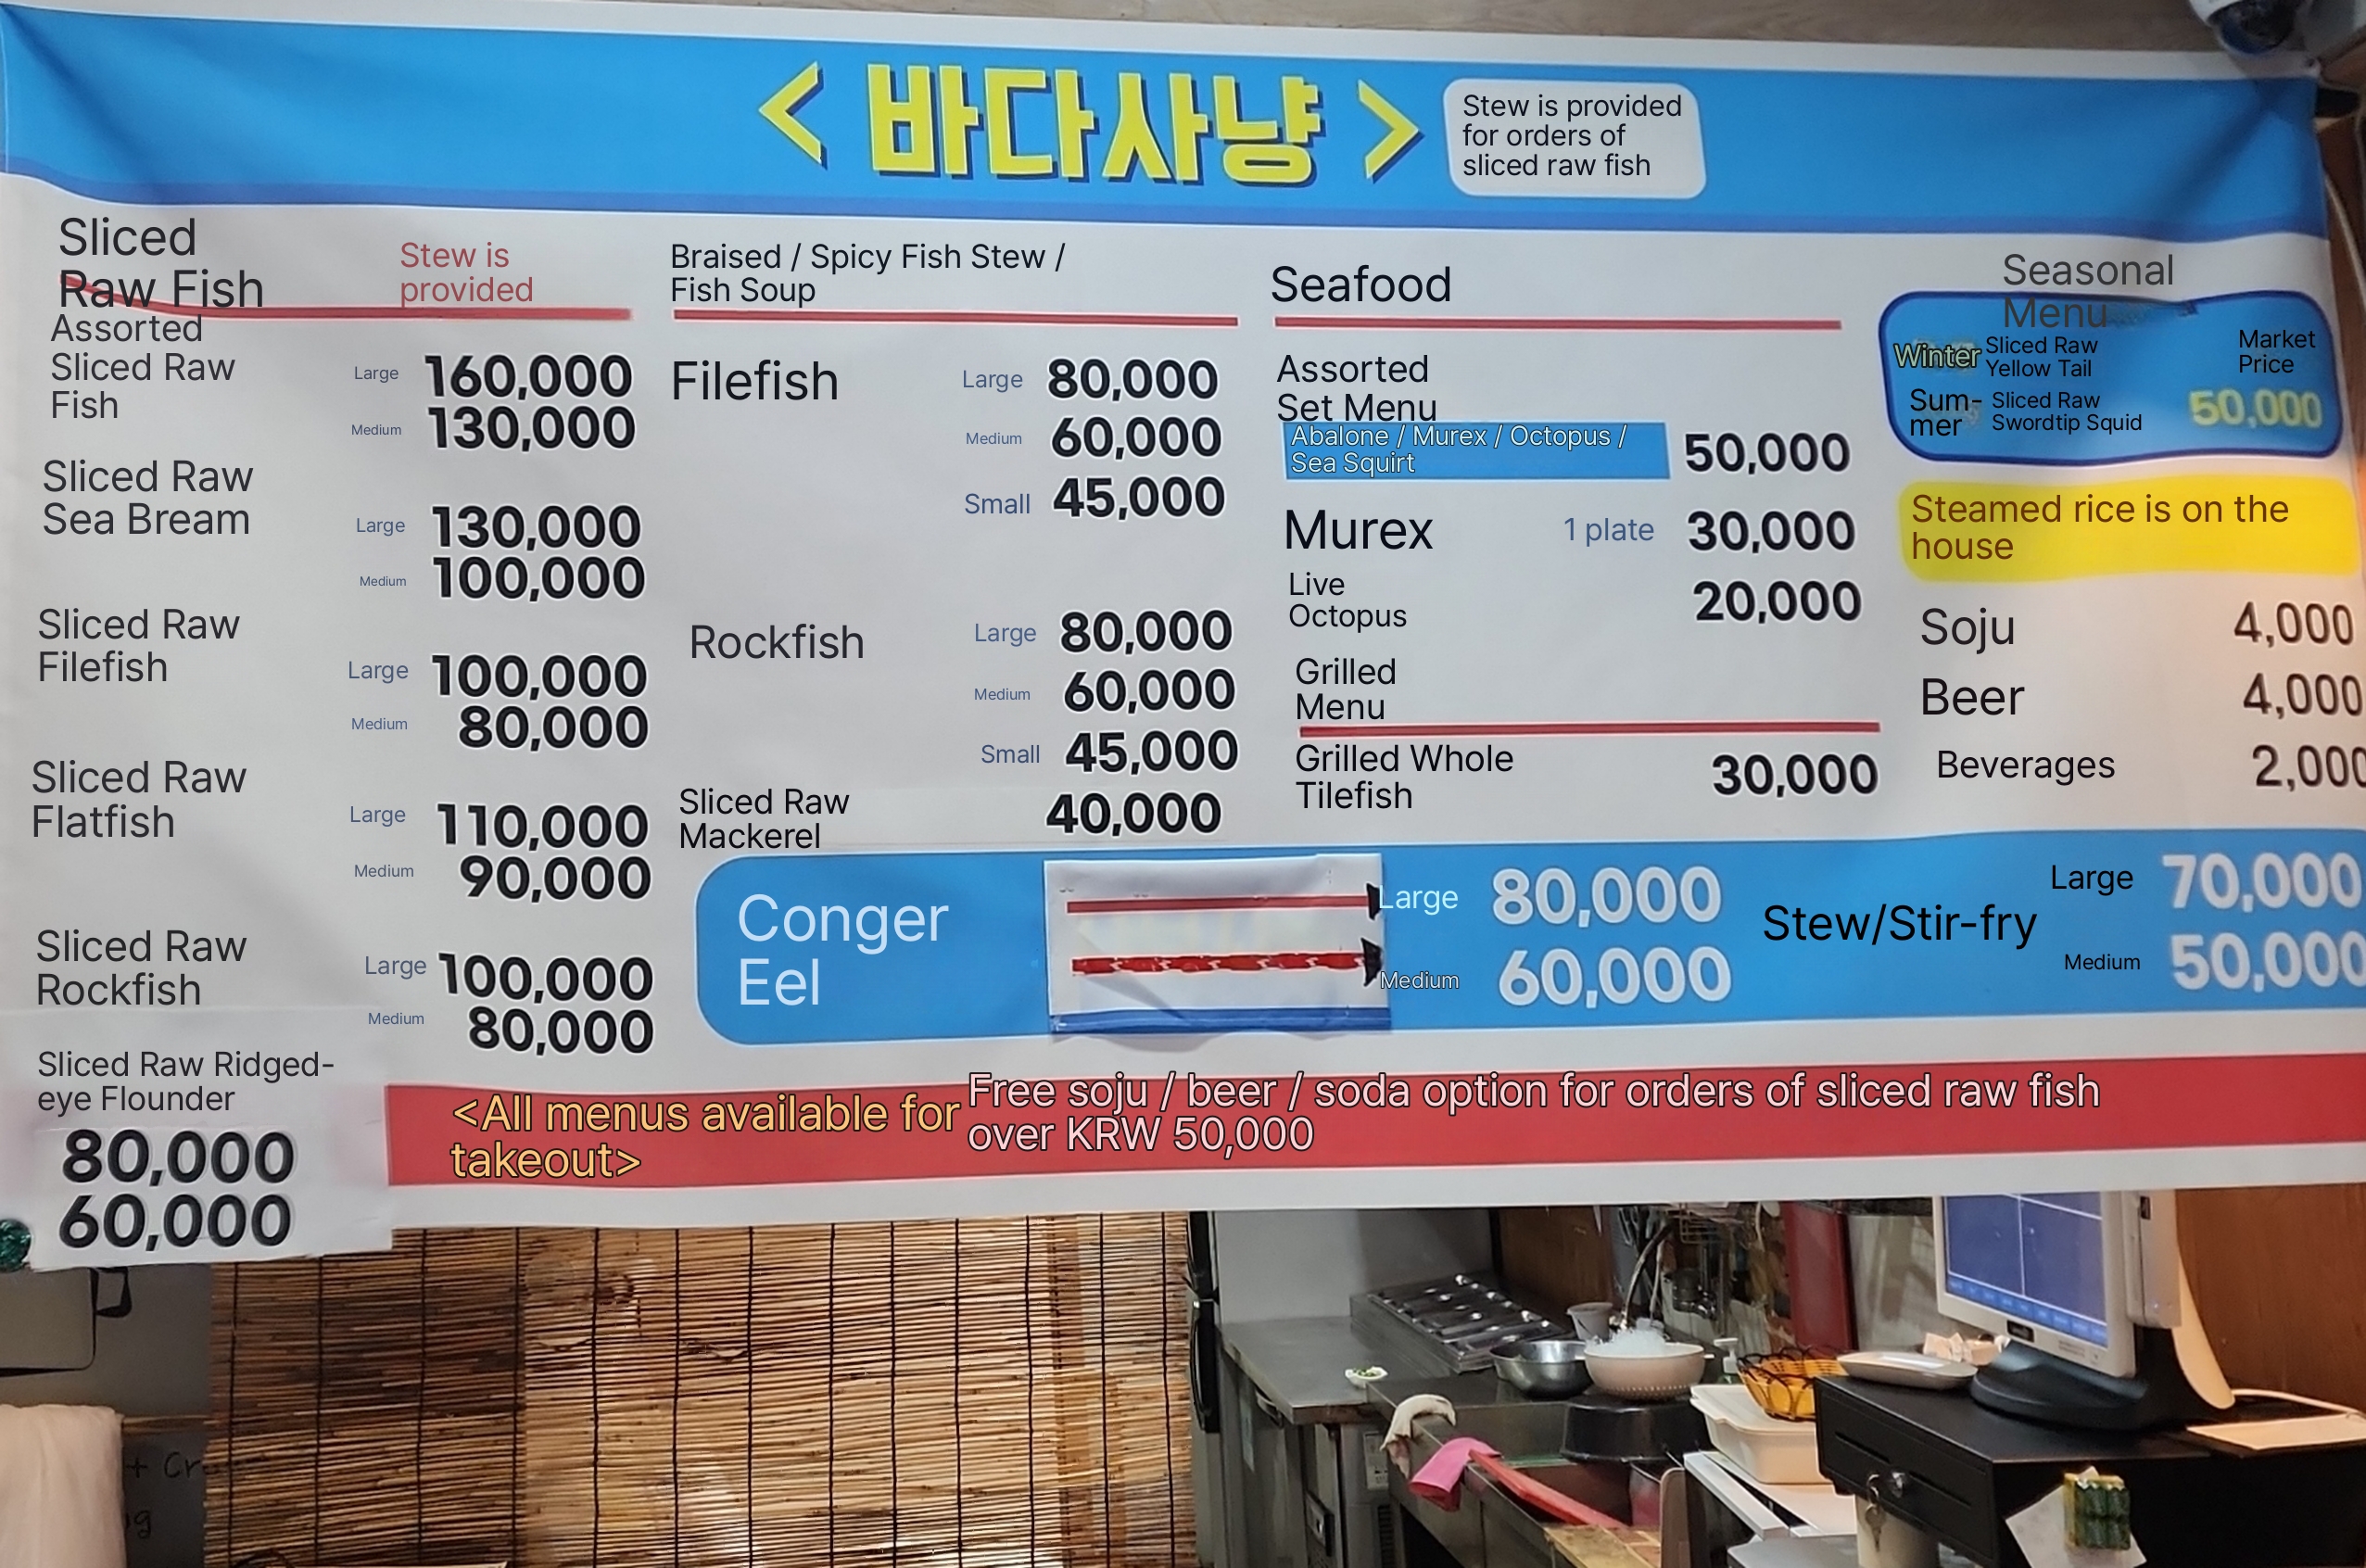 < 바다사냥 >
Stew is provided
for orders of
sliced raw fish
Sliced
Raw Fish
Stew is
provided
Assorted
Sliced Raw
Fish
Large 160,000
Medium 130,000
Sliced Raw
Sea Bream
Large 130,000
Medium 100,000
Sliced Raw
Filefish
Large 100,000
Medium 80,000
Sliced Raw
Flatfish
Large 110,000
Medium 90,000
Sliced Raw
Rockfish
Large 100,000
Medium 80,000
Sliced Raw Ridged-
eye Flounder
80,000
60,000
Braised / Spicy Fish Stew /
Fish Soup
Filefish
Large 80,000
Medium 60,000
Small 45,000
Rockfish
Large 80,000
Medium 60,000
Small 45,000
Sliced Raw
Mackerel
40,000
Seafood
Assorted
Set Menu
Abalone / Murex / Octopus /
Sea Squirt
50,000
Murex 1 plate 30,000
Live
Octopus
20,000
Grilled
Menu
Grilled Whole
Tilefish
30,000
Seasonal
Menu
Winter
Sliced Raw
Yellow Tail
Market
Price
Sum-
mer
Sliced Raw
Swordtip Squid
50,000
Steamed rice is on the
house
Soju 4,000
Beer 4,000
Beverages 2,000
Conger
Eel
Large 80,000
Medium 60,000
Stew/Stir-fry
Large 70,000
Medium 50,000
<All menus available for
takeout>
Free soju / beer / soda option for orders of sliced raw fish
over KRW 50,000